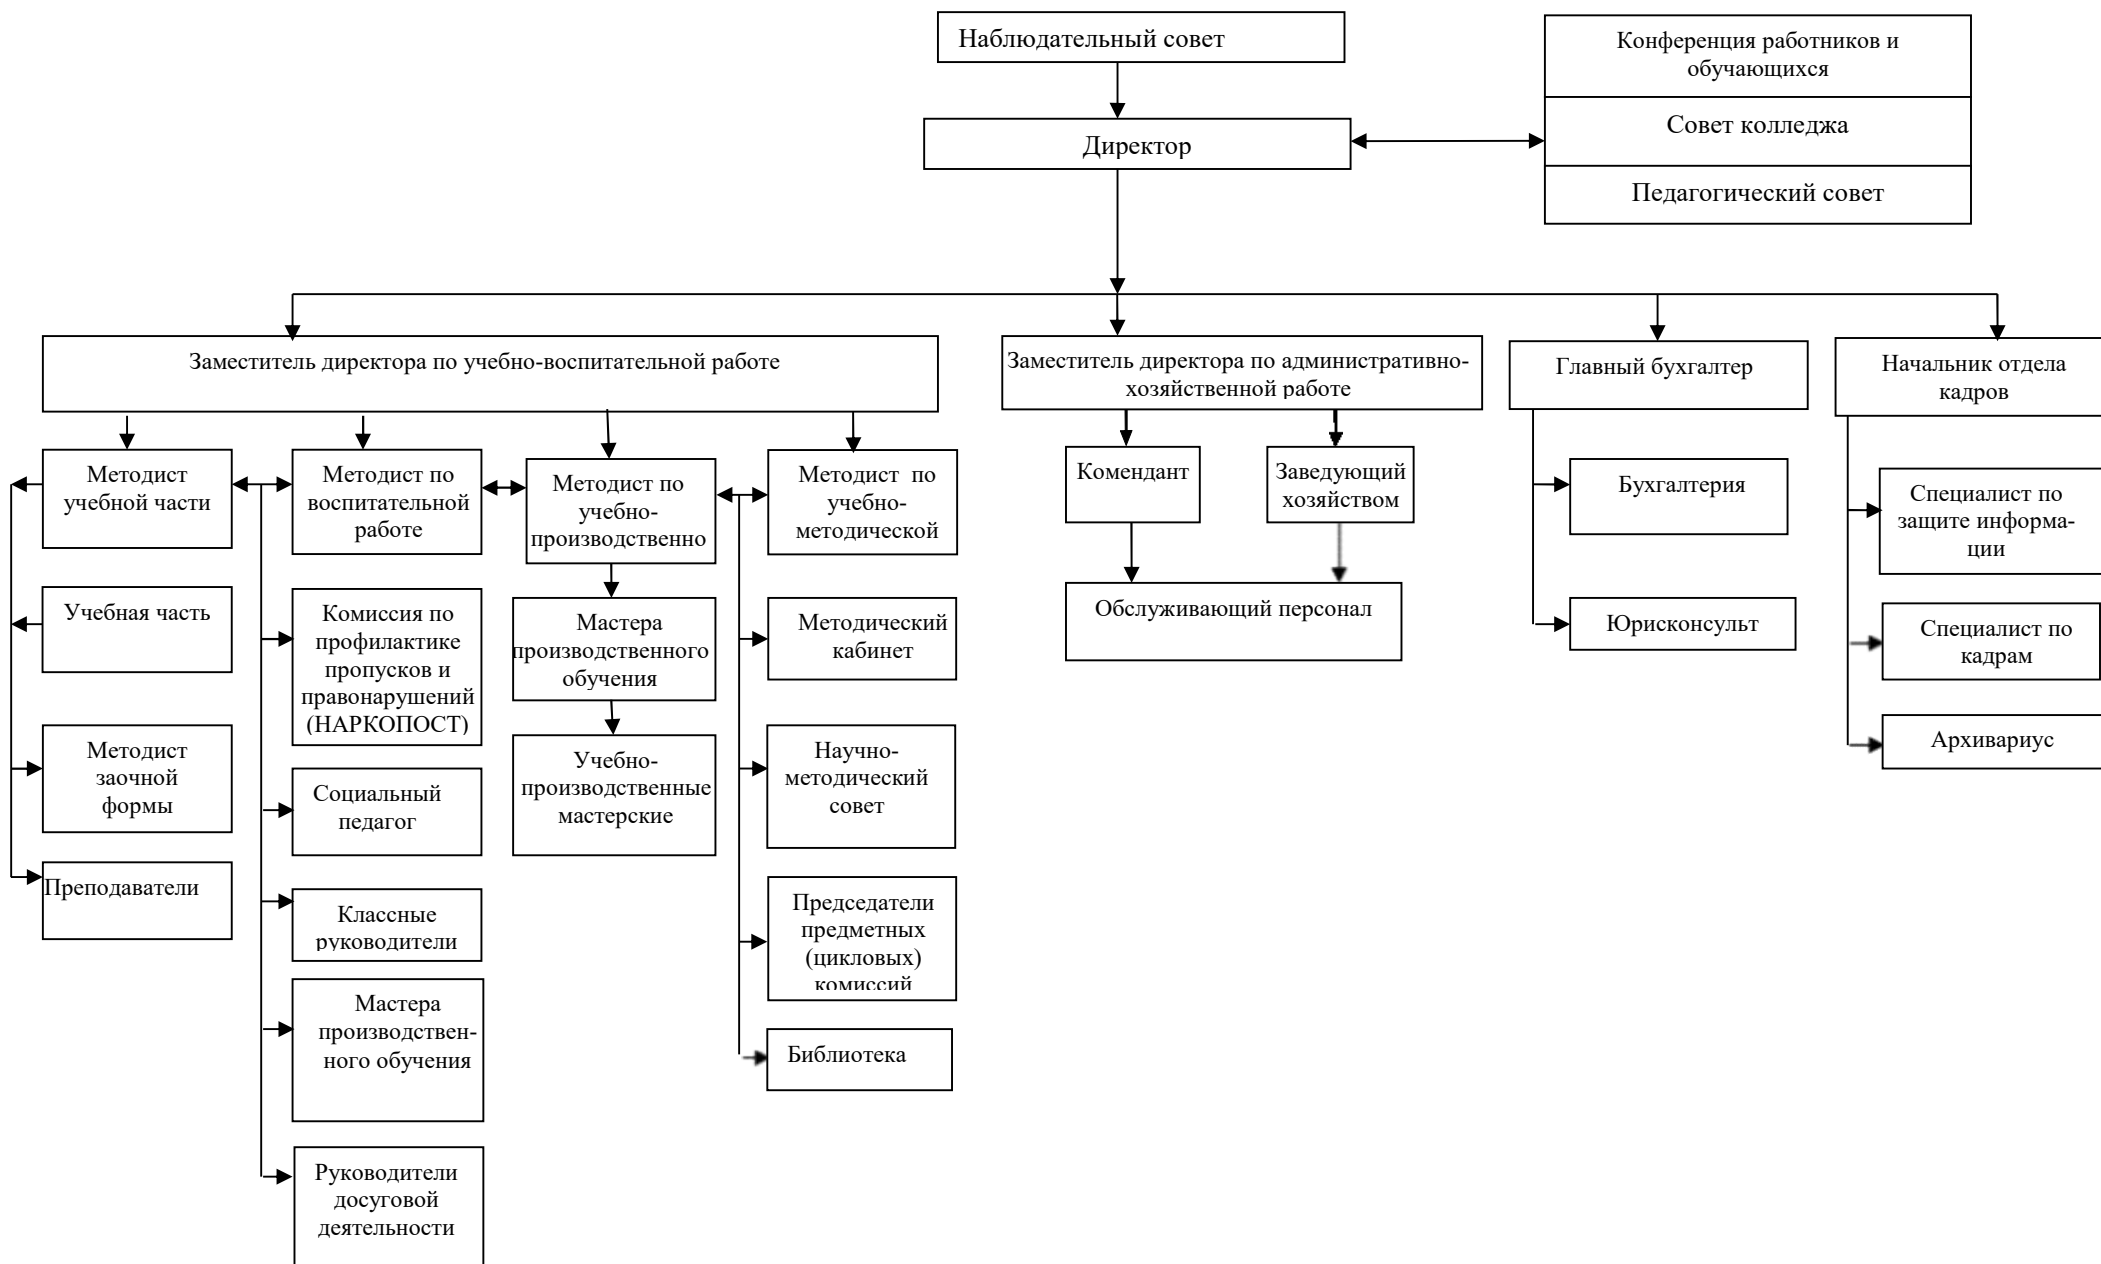 Наблюдательный совет
Конференция работников и
обучающихся
Совет колледжа
Педагогический совет
Директор
Заместитель директора по учебно-воспитательной работе
Заместитель директора по административно-
хозяйственной работе
Главный бухгалтер
Начальник отдела
кадров
Методист
учебной части
Методист по
воспитательной
работе
Методист по
учебно-
производственно
Методист по
учебно-
методической
Комендант
Заведующий
хозяйством
Бухгалтерия
Специалист по
защите информа-
ции
Учебная часть
Комиссия по
профилактике
пропусков и
правонарушений
(НАРКОПОСТ)
Мастера
производственного
обучения
Методический
кабинет
Обслуживающий персонал
Юрисконсульт
Специалист по
кадрам
Методист
заочной
формы
Социальный
педагог
Учебно-
производственные
мастерские
Научно-
методический
совет
Архивариус
Преподаватели
Классные
руководители
Председатели
предметных
(цикловых)
комиссий
Мастера
производствен-
ного обучения
Библиотека
Руководители
досуговой
деятельности